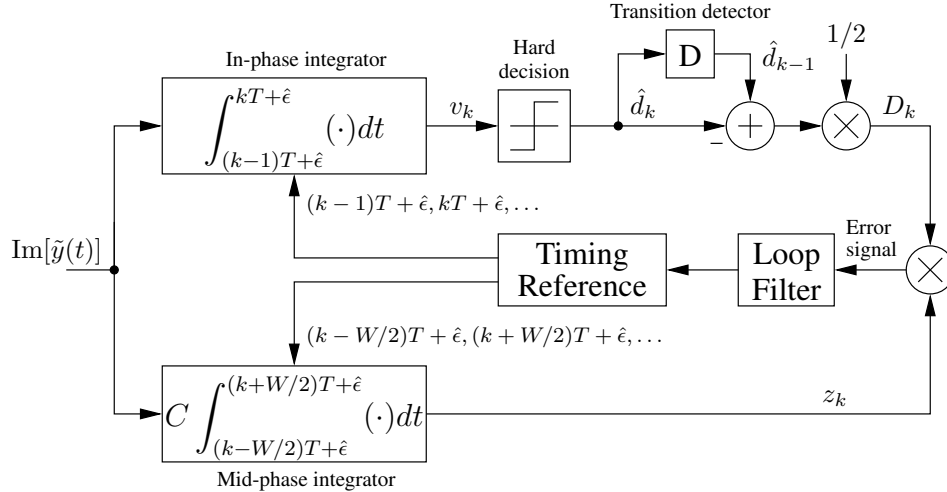 Transition detector
1/2
Hard
decision
In-phase integrator
D
d̂_{k−1}
∫_{(k−1)T+ε̂}^{kT+ε̂} (·)dt
v_k
d̂_k
+
−
×
D_k
(k − 1)T + ε̂, kT + ε̂, . . .
Im[ỹ(t)]
Timing
Reference
Loop
Filter
Error
signal
×
(k − W/2)T + ε̂, (k + W/2)T + ε̂, . . .
C ∫_{(k−W/2)T+ε̂}^{(k+W/2)T+ε̂} (·)dt
z_k
Mid-phase integrator